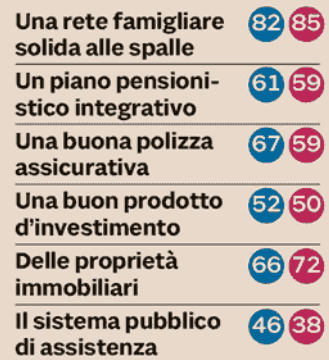 Una rete famigliare 82 85
solida alle spalle
Un piano pensioni- 61 59
stico integrativo
Una buona polizza 67 59
assicurativa
Un buon prodotto 52 50
d’investimento
Delle proprietà 66 72
immobiliari
Il sistema pubblico 46 38
di assistenza